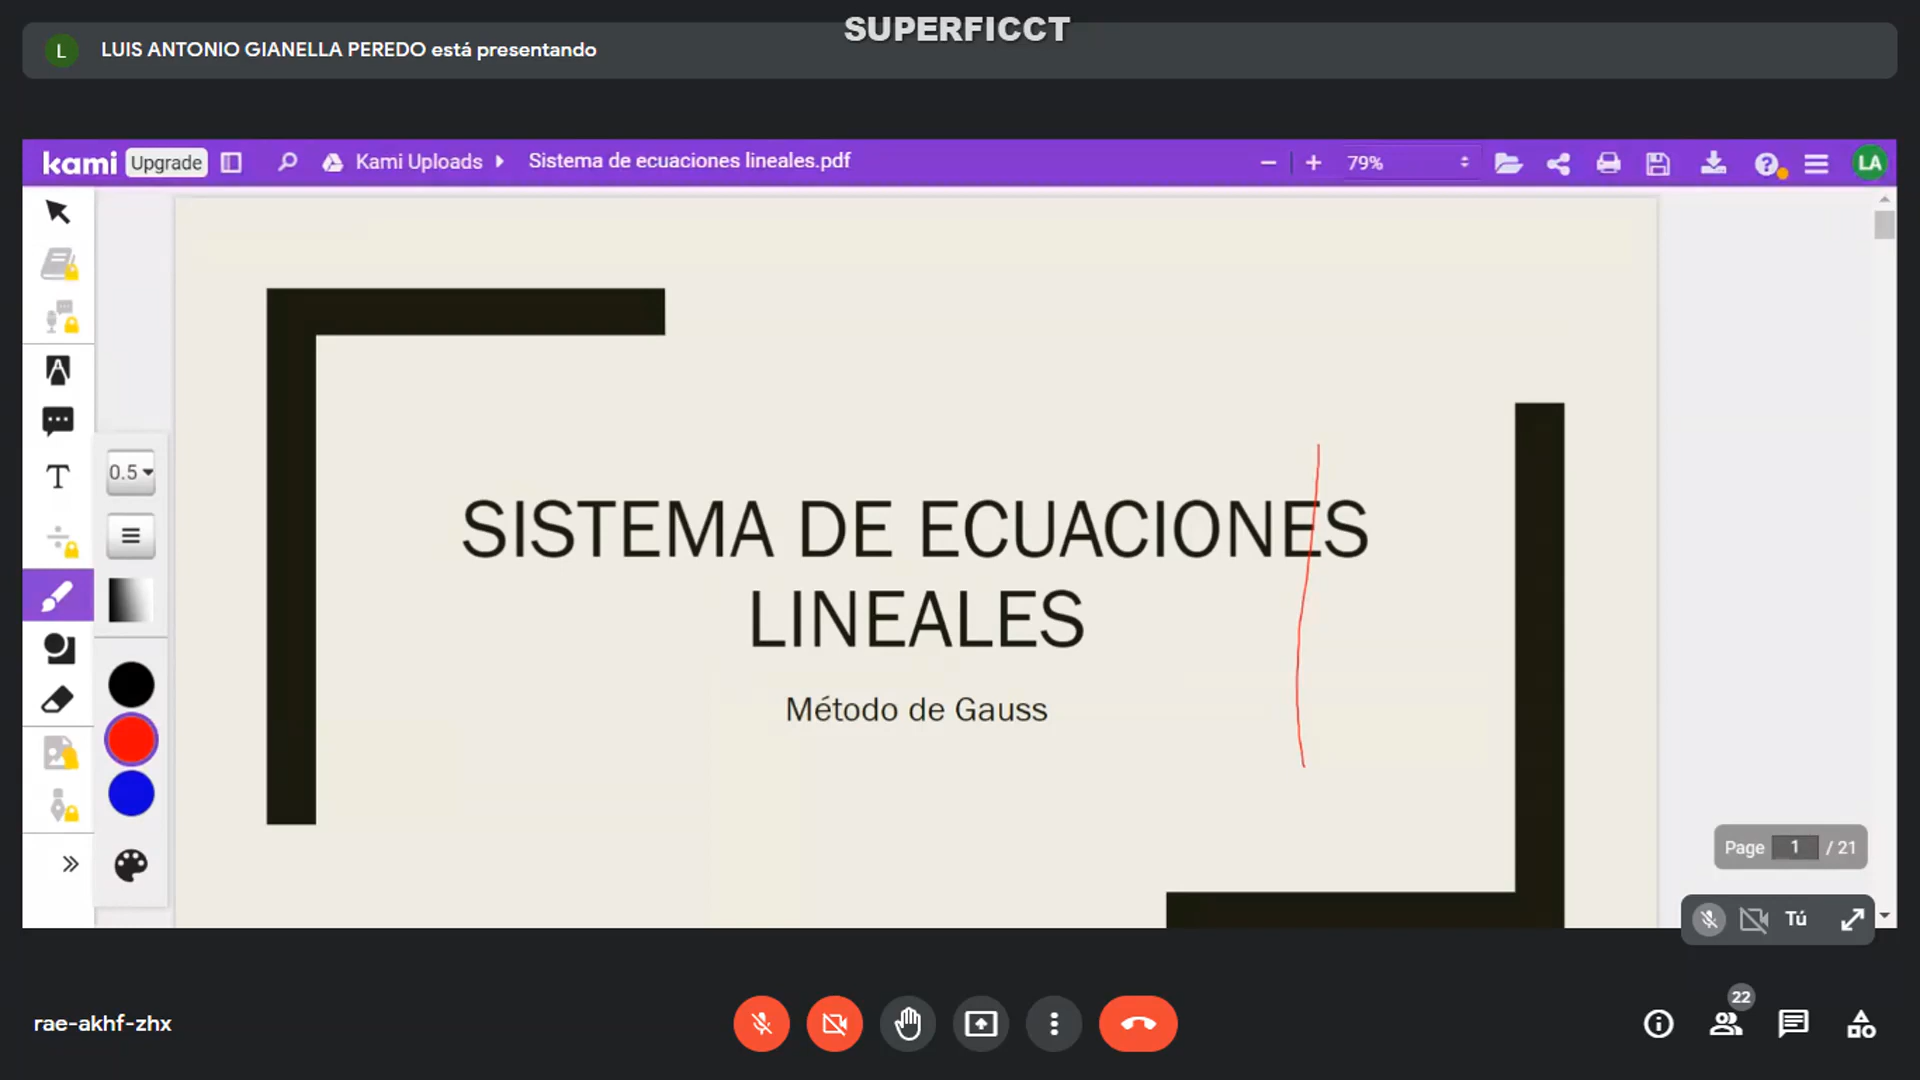 SUPERFICCT
L LUIS ANTONIO GIANELLA PEREDO está presentando
kami Upgrade Kami Uploads Sistema de ecuaciones lineales.pdf 79% LA
T
0.5
SISTEMA DE ECUACIONES
LINEALES
Método de Gauss
Page 1 / 21
Tú
rae-akhf-zhx
22